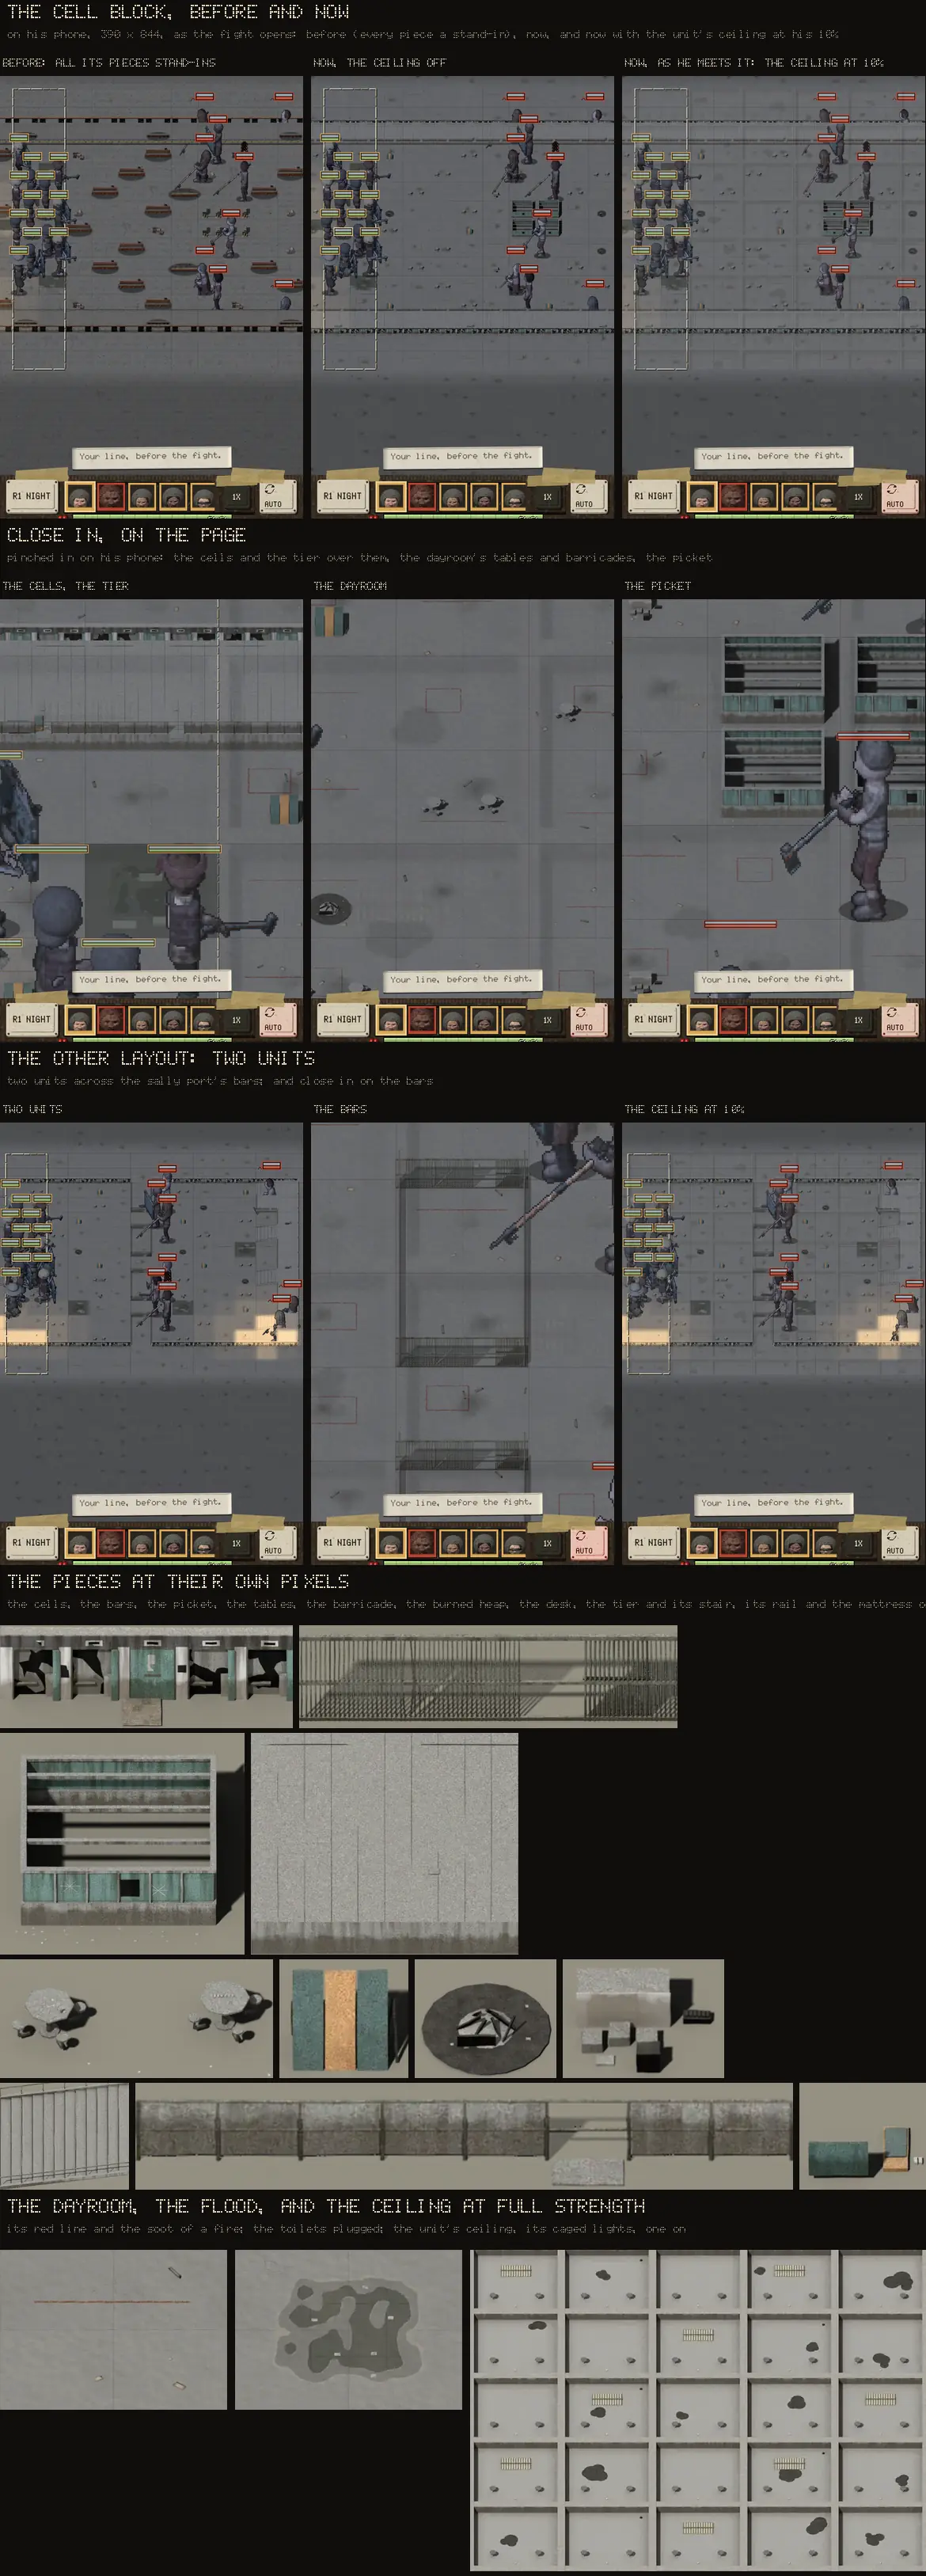 THE CELL BLOCK, BEFORE AND NOW
on his phone, 390 x 844, as the fight opens: before (every piece a stand-in), now, and now with the unit's ceiling at his 10%
BEFORE: ALL ITS PIECES STAND-INS
NOW, THE CEILING OFF
NOW, AS HE MEETS IT: THE CEILING AT 10%
Your line, before the fight.
Your line, before the fight.
Your line, before the fight.
R1 NIGHT
1X
AUTO
R1 NIGHT
1X
AUTO
R1 NIGHT
1X
AUTO
CLOSE IN, ON THE PAGE
pinched in on his phone: the cells and the tier over them, the dayroom's tables and barricades, the picket
THE CELLS, THE TIER
THE DAYROOM
THE PICKET
Your line, before the fight.
Your line, before the fight.
Your line, before the fight.
R1 NIGHT
1X
AUTO
R1 NIGHT
1X
AUTO
R1 NIGHT
1X
AUTO
THE OTHER LAYOUT: TWO UNITS
two units across the sally port's bars; and close in on the bars
TWO UNITS
THE BARS
THE CEILING AT 10%
Your line, before the fight.
Your line, before the fight.
Your line, before the fight.
R1 NIGHT
1X
AUTO
R1 NIGHT
1X
AUTO
R1 NIGHT
1X
AUTO
THE PIECES AT THEIR OWN PIXELS
the cells, the bars, the picket, the tables, the barricade, the burned heap, the desk, the tier and its stair, its rail and the mattress o
THE DAYROOM, THE FLOOD, AND THE CEILING AT FULL STRENGTH
its red line and the soot of a fire; the toilets plugged; the unit's ceiling, its caged lights, one on